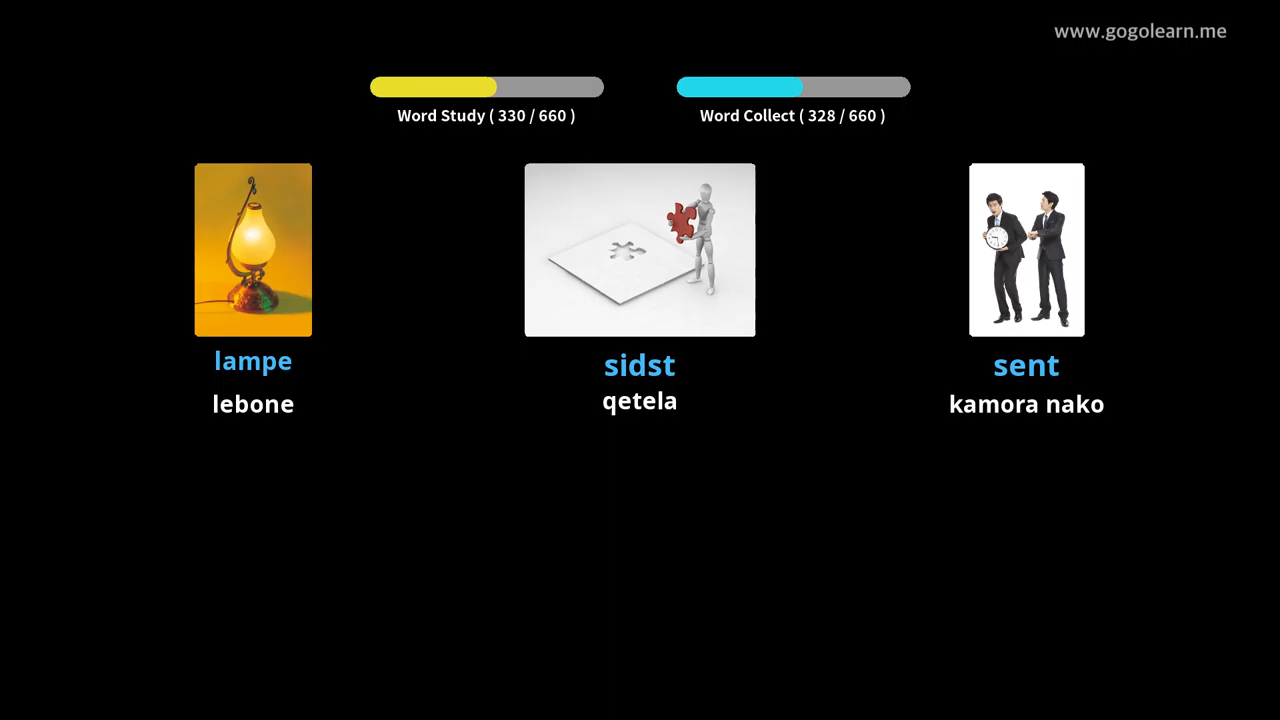 www.gogolearn.me
Word Study ( 330 / 660 )
Word Collect ( 328 / 660 )
lampe
lebone
sidst
qetela
sent
kamora nako